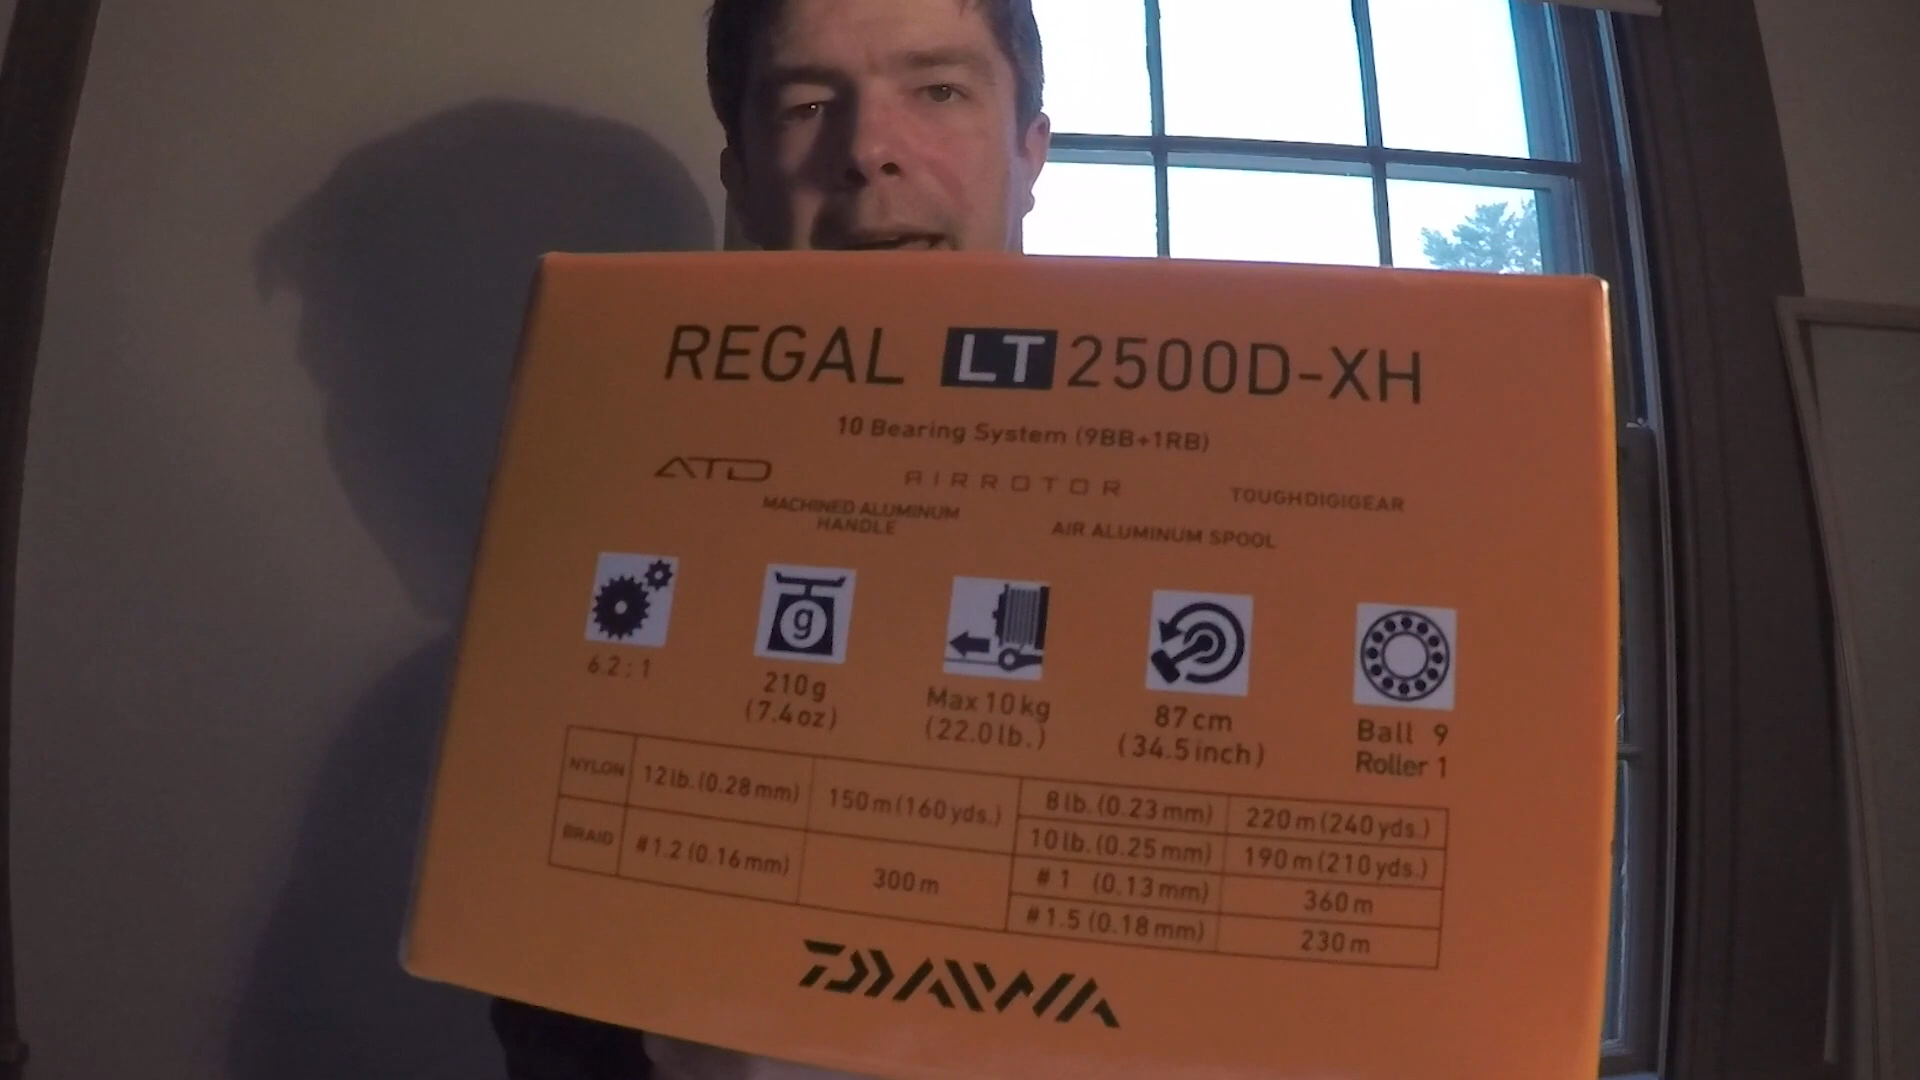 REGAL LT 2500D-XH
10 Bearing System (9BB+1RB)
ATD AIRROTOR TOUGHDIGIGEAR
MACHINED ALUMINUM
HANDLE
AIR ALUMINUM SPOOL
g
6.2:1
210g
(7.4oz)
Max 10kg
(22.0lb.)
87cm
(34.5inch)
Ball 9
Roller 1
NYLON 12lb.(0.28mm) 150m(160yds.) 8lb.(0.23mm) 220m(240yds.)
10lb.(0.25mm) 190m(210yds.)
BRAID #1.2(0.16mm) 300m #1 (0.13mm) 360m
#1.5(0.18mm) 230m
DAIWA